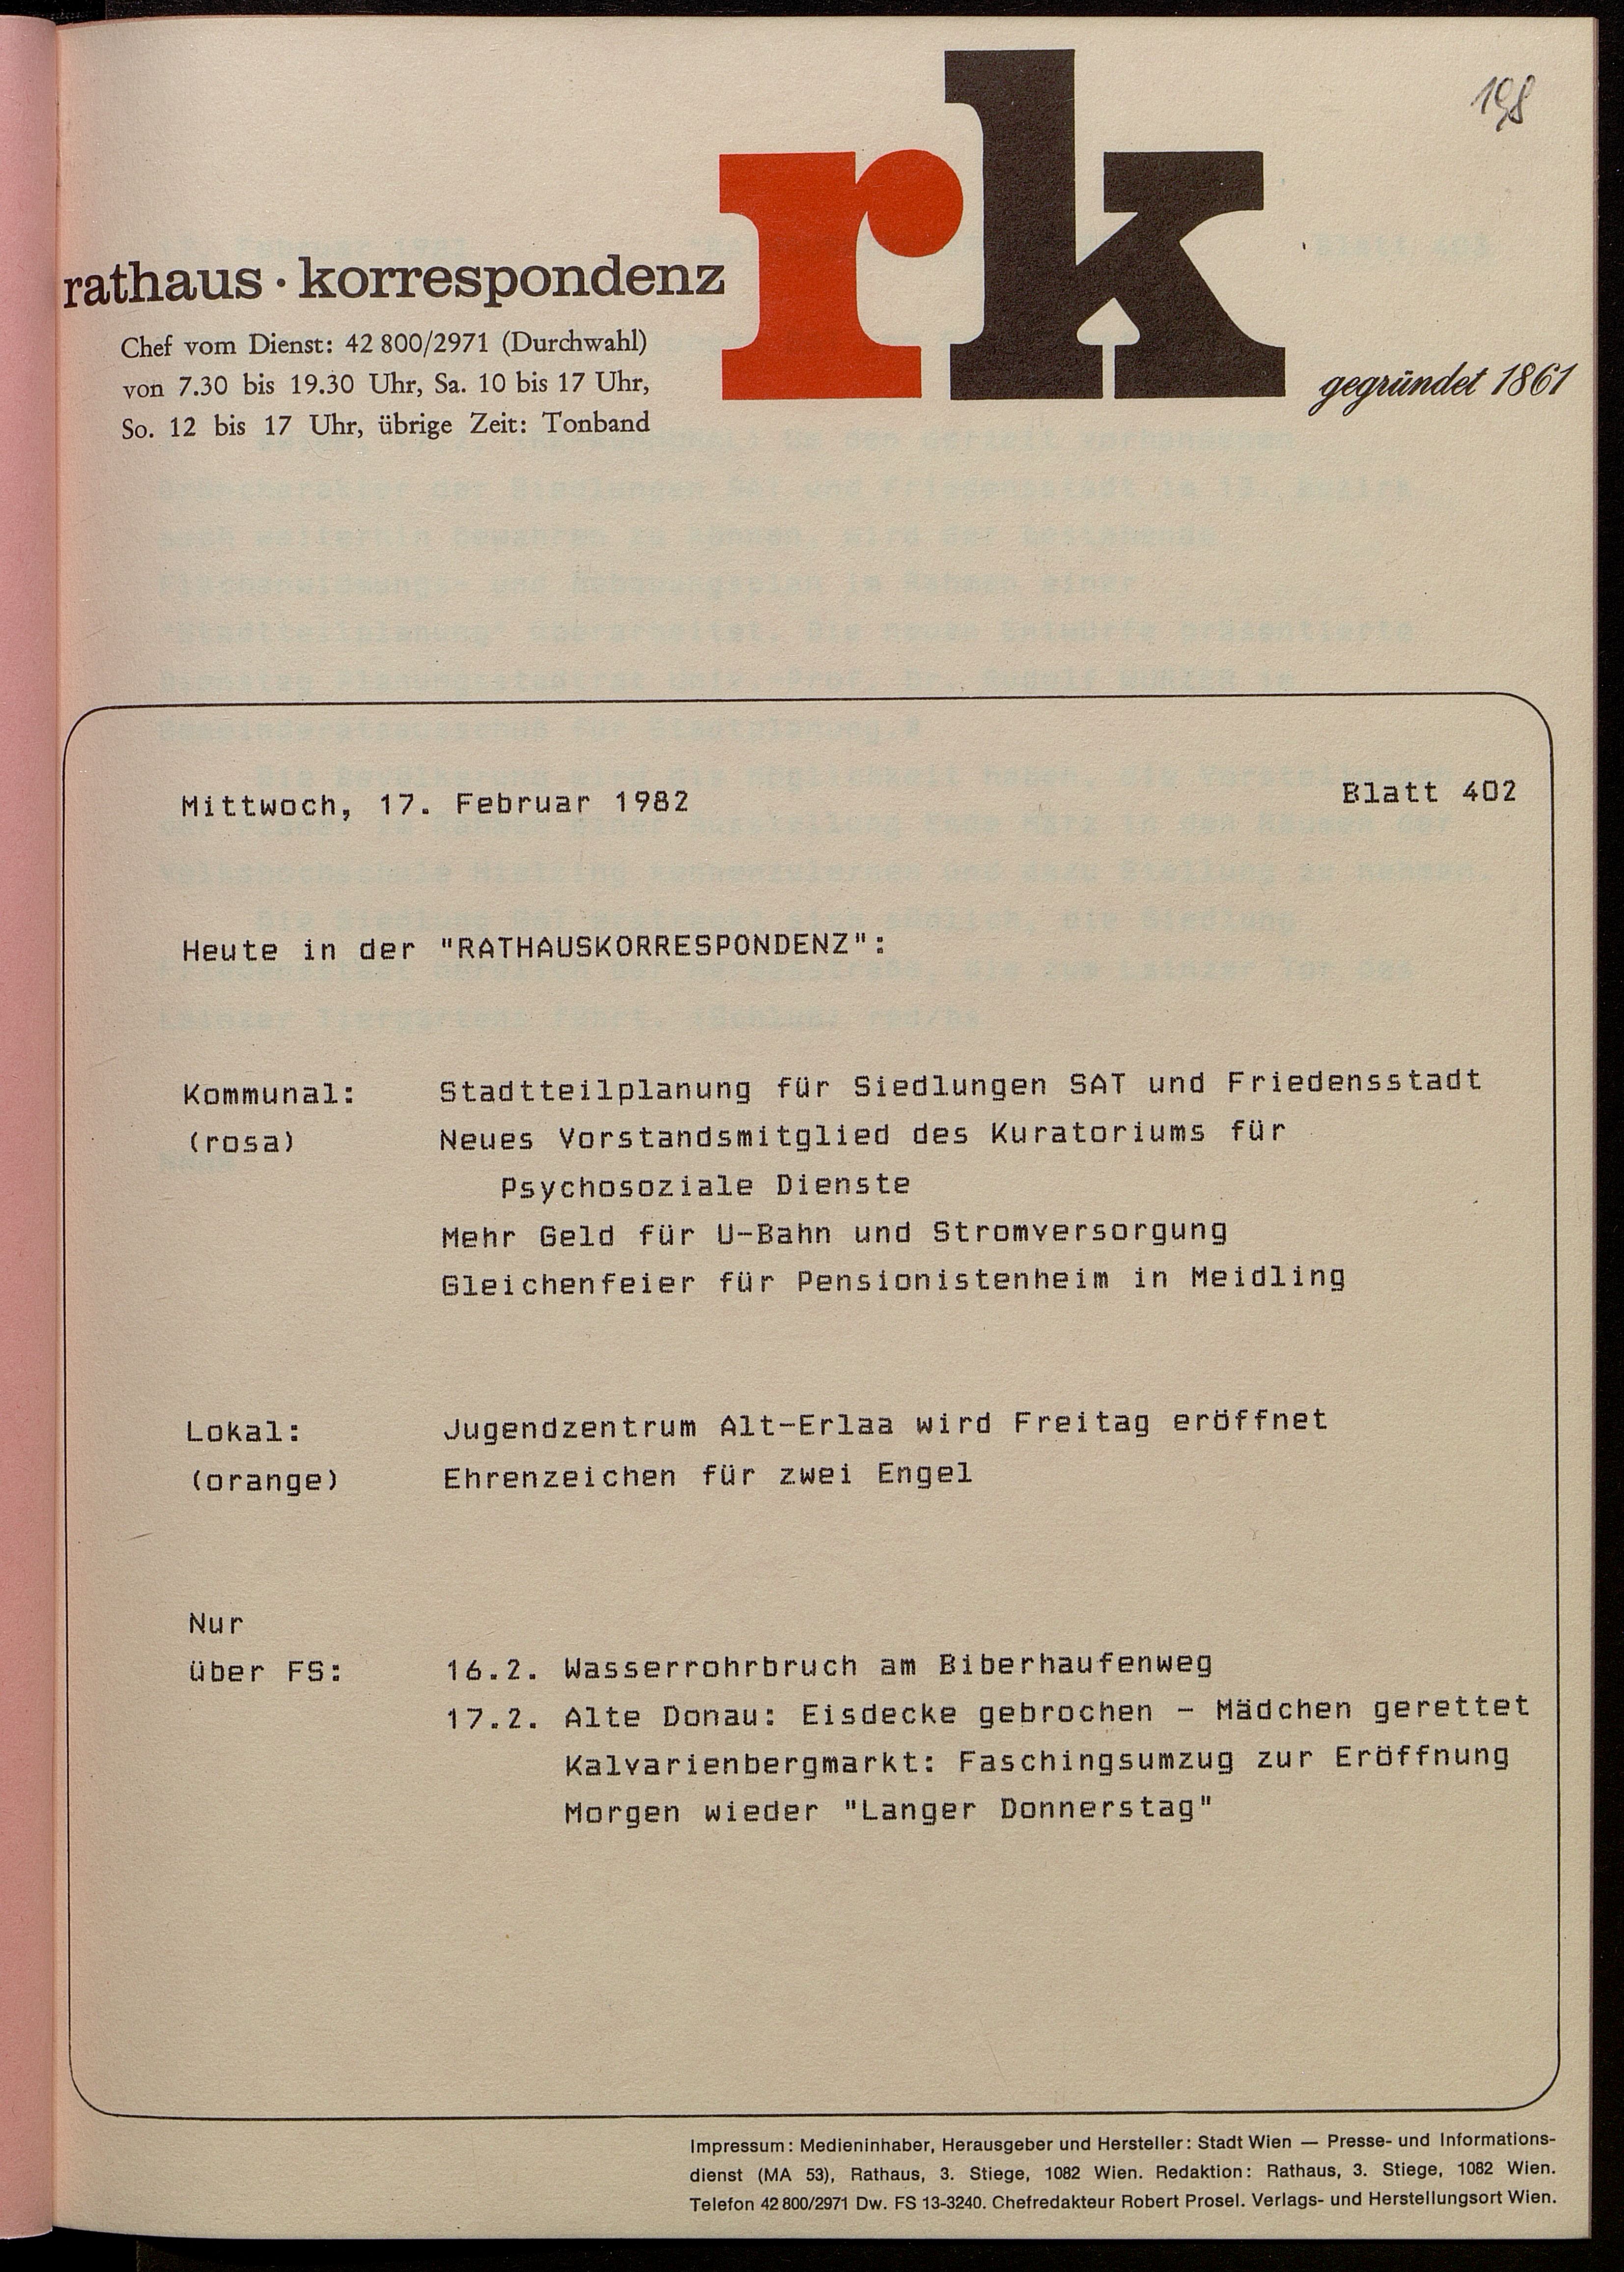 198
rk
rathaus · korrespondenz
Chef vom Dienst: 42 800/2971 (Durchwahl)
von 7.30 bis 19.30 Uhr, Sa. 10 bis 17 Uhr,
So. 12 bis 17 Uhr, übrige Zeit: Tonband
gegründet 1861
Mittwoch, 17. Februar 1982 Blatt 402
Heute in der "RATHAUSKORRESPONDENZ":
Kommunal: Stadtteilplanung für Siedlungen SAT und Friedensstadt
(rosa) Neues Vorstandsmitglied des Kuratoriums für
Psychosoziale Dienste
Mehr Geld für U-Bahn und Stromversorgung
Gleichenfeier für Pensionistenheim in Meidling
Lokal: Jugendzentrum Alt-Erlaa wird Freitag eröffnet
(orange) Ehrenzeichen für zwei Engel
Nur
über FS: 16.2. Wasserrohrbruch am Biberhaufenweg
17.2. Alte Donau: Eisdecke gebrochen - Mädchen gerettet
Kalvarienbergmarkt: Faschingsumzug zur Eröffnung
Morgen wieder "Langer Donnerstag"
Impressum: Medieninhaber, Herausgeber und Hersteller: Stadt Wien — Presse- und Informations-
dienst (MA 53), Rathaus, 3. Stiege, 1082 Wien. Redaktion: Rathaus, 3. Stiege, 1082 Wien.
Telefon 42 800/2971 Dw. FS 13-3240. Chefredakteur Robert Prosel. Verlags- und Herstellungsort Wien.